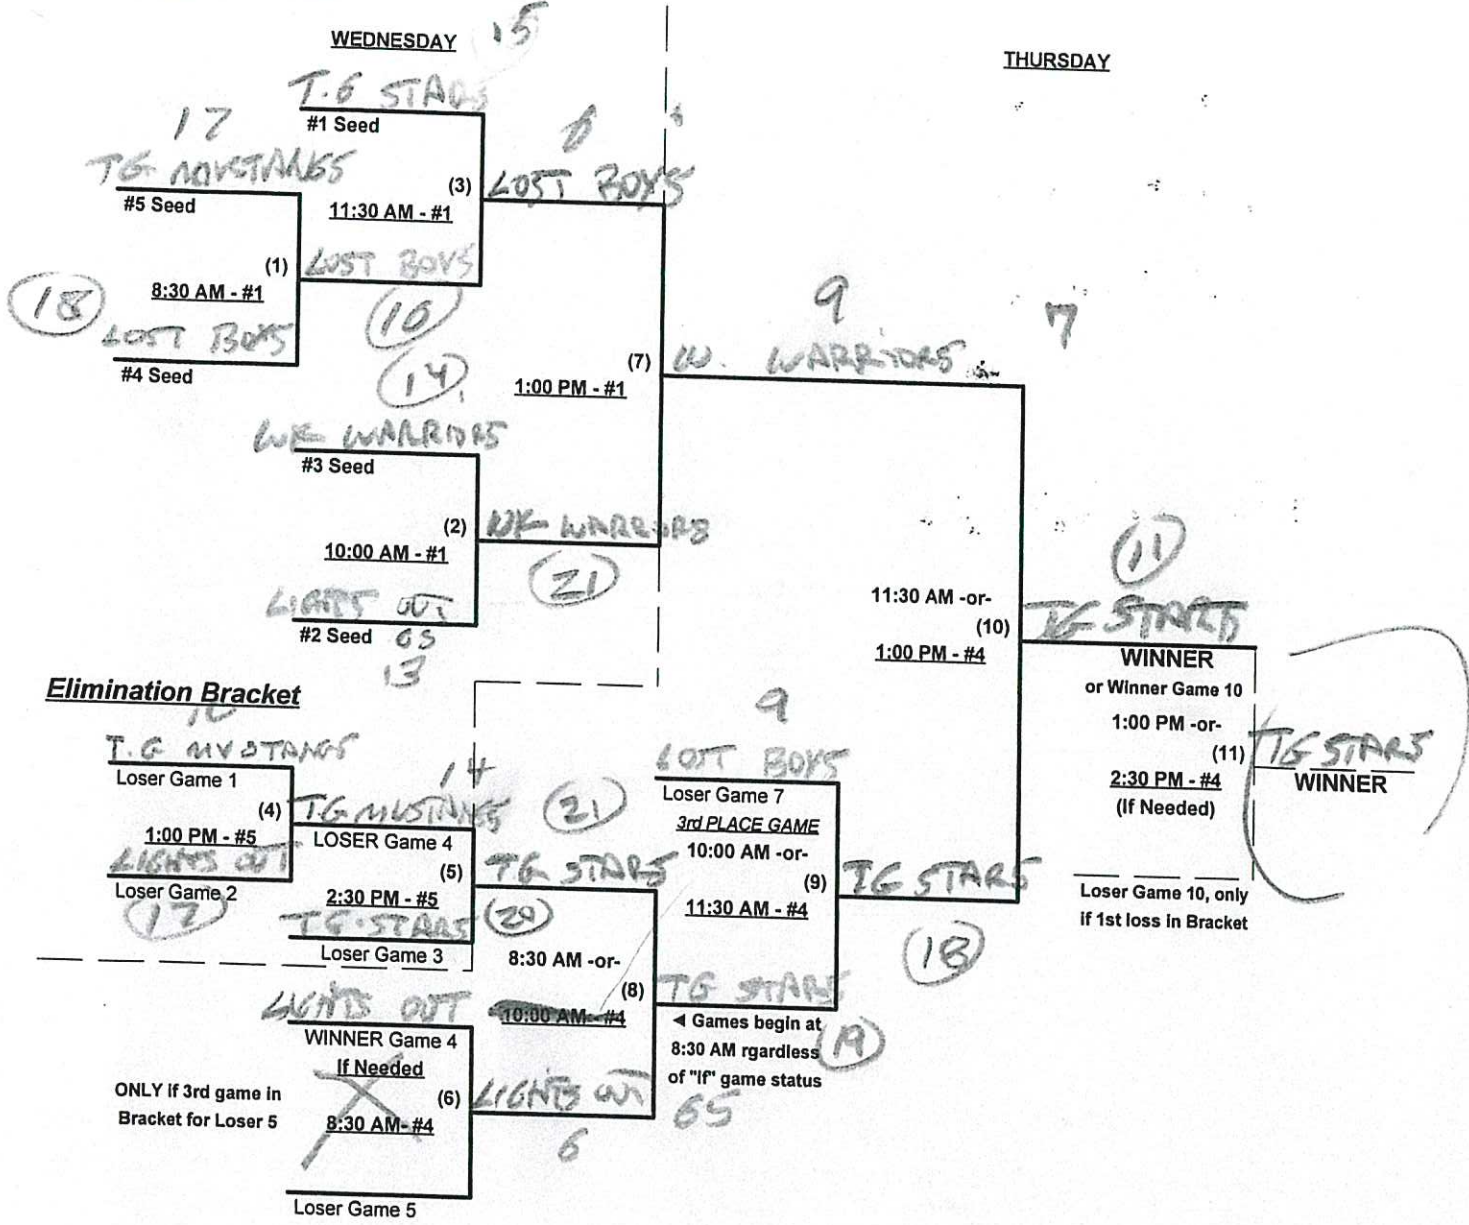 WEDNESDAY
15
THURSDAY
T.G STARS
#1 Seed
17
TG MUSTANGS
#5 Seed
(3)
LOST BOYS
11:30 AM - #1
(1)
LOST BOYS
8:30 AM - #1
18
16
LOST BOYS
#4 Seed
14
9
7
(7)
W. WARRIORS
1:00 PM - #1
WK WARRIORS
#3 Seed
(2)
WK WARRIORS
10:00 AM - #1
21
LIGHTS OUT
#2 Seed
65
13
11
11:30 AM -or-
(10)
TG STARS
1:00 PM - #4
WINNER
or Winner Game 10
1:00 PM -or-
(11)
TG STARS
2:30 PM - #4
WINNER
(If Needed)
Loser Game 10, only
if 1st loss in Bracket
Elimination Bracket
T.G MUSTANGS
Loser Game 1
(4)
1:00 PM - #5
LIGHTS OUT
Loser Game 2
17
14
TG MUSTANGS
LOSER Game 4
21
(5)
TG STARS
2:30 PM - #5
TG STARS
20
Loser Game 3
9
LOST BOYS
Loser Game 7
3rd PLACE GAME
10:00 AM -or-
(9)
TG STARS
11:30 AM - #4
18
8:30 AM -or-
(8)
TG STARS
10:00 AM - #4
◄ Games begin at
8:30 AM rgardless
of "If" game status
19
LIGHTS OUT
WINNER Game 4
If Needed
ONLY if 3rd game in
Bracket for Loser 5
(6)
LIGHTS OUT
65
8:30 AM- #4
6
Loser Game 5